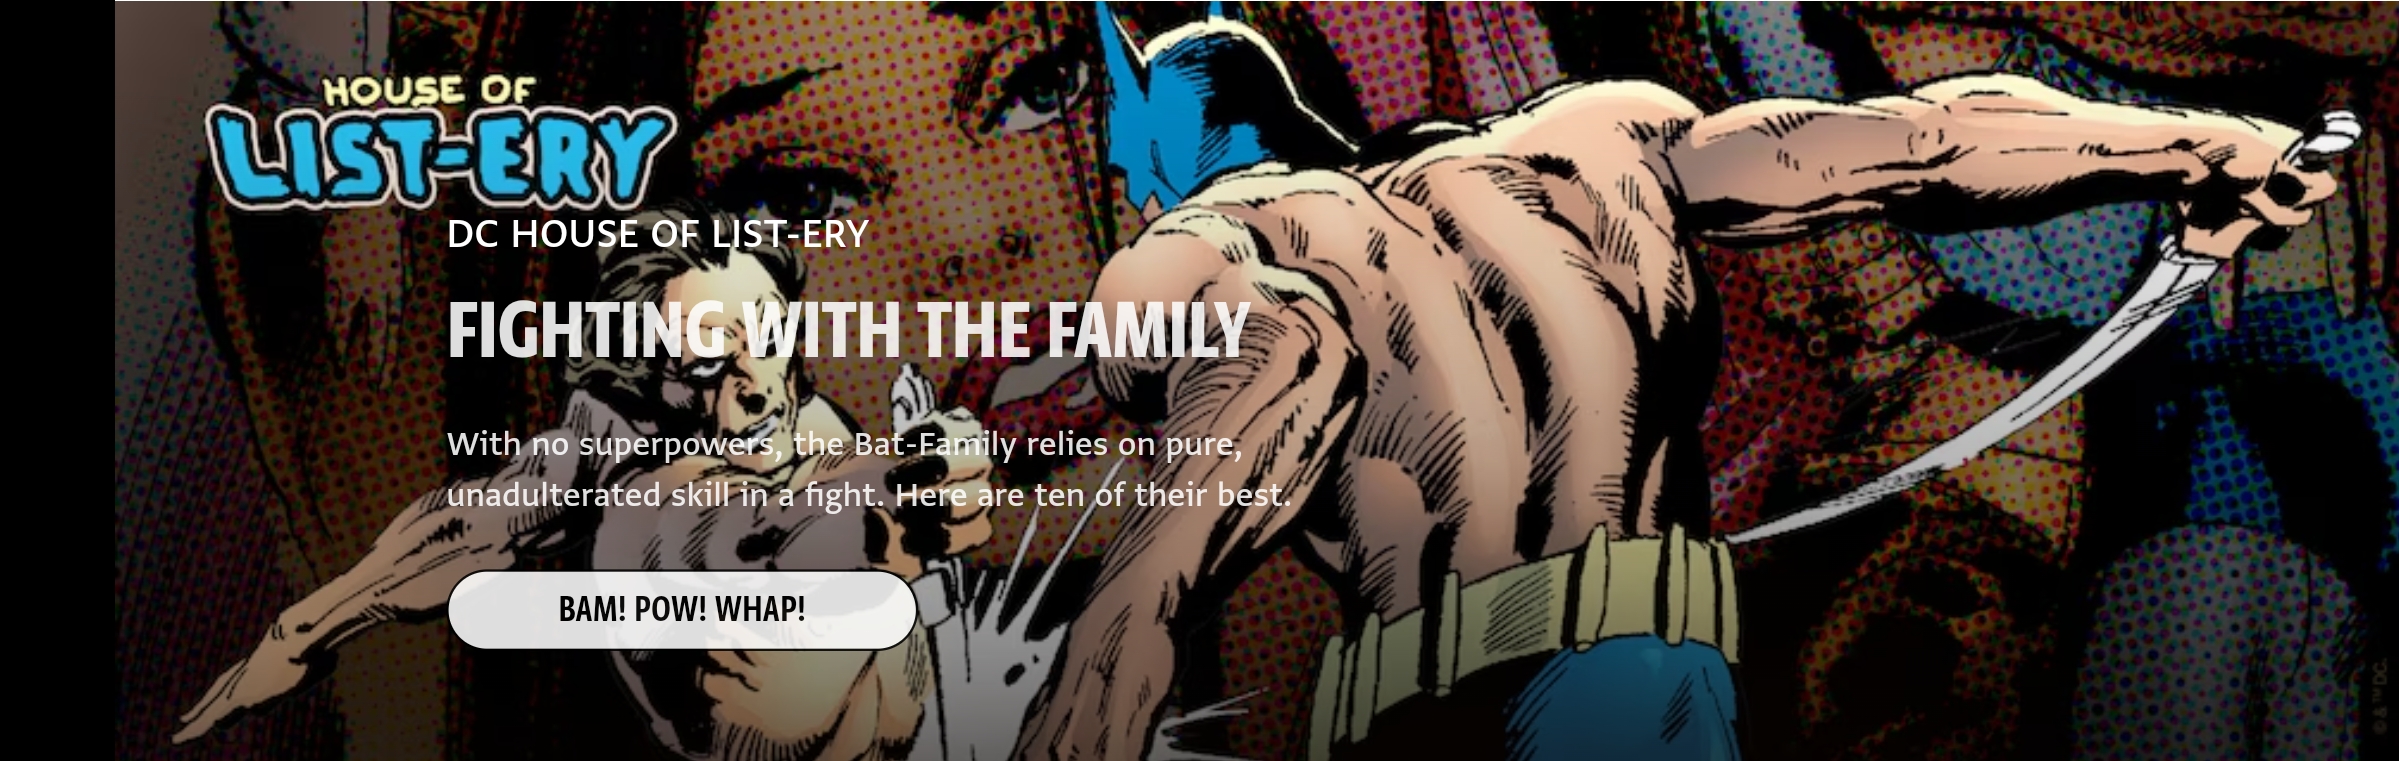 HOUSE OF
LIST-ERY
DC HOUSE OF LIST-ERY
FIGHTING WITH THE FAMILY
With no superpowers, the Bat-Family relies on pure,
unadulterated skill in a fight. Here are ten of their best.
BAM! POW! WHAP!
© & ™ DC.